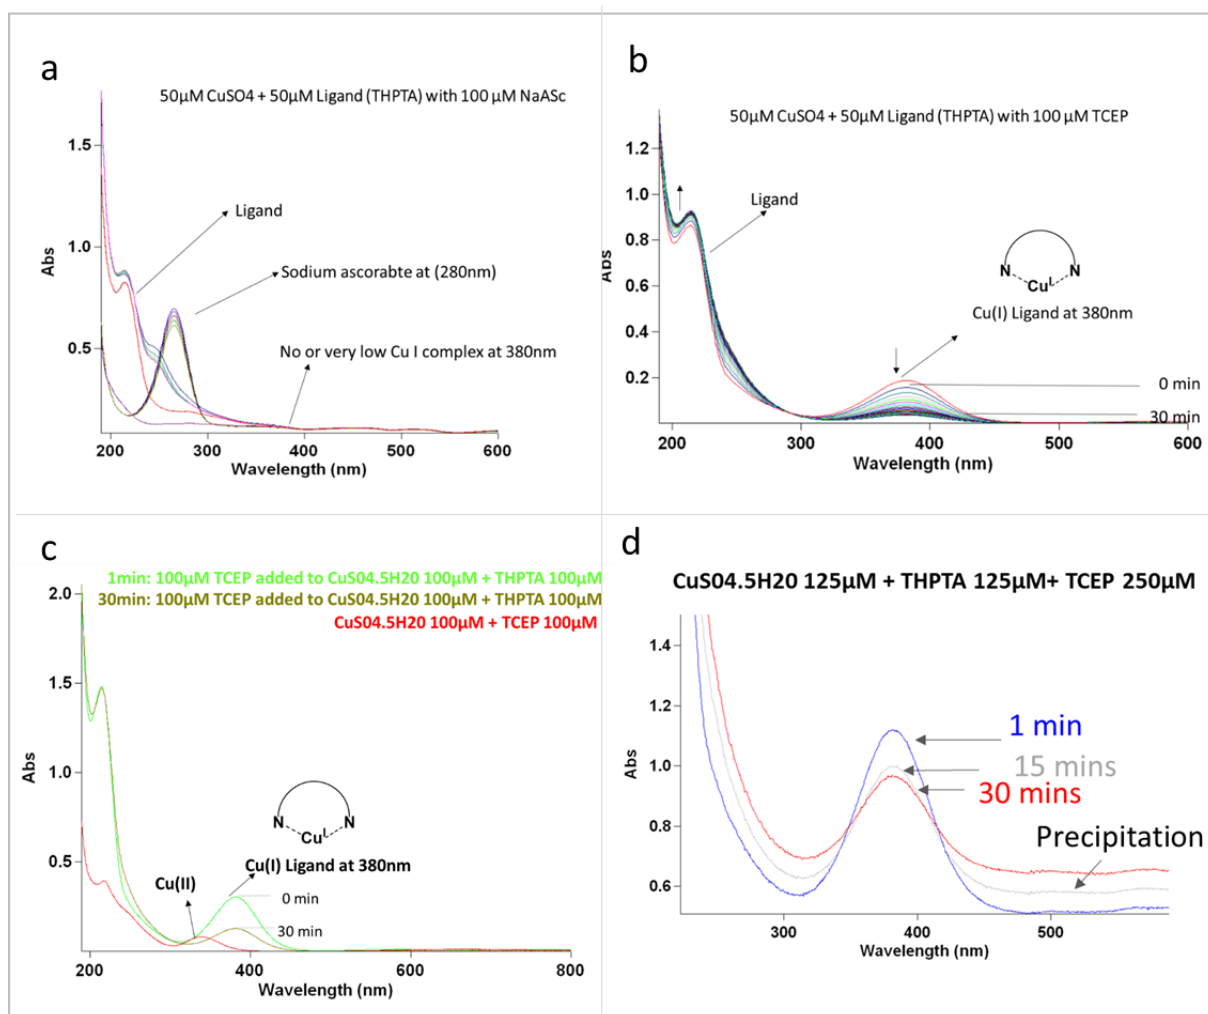 a
50µM CuSO4 + 50µM Ligand (THPTA) with 100 µM NaASc
1.5
1.0
0.5
Abs
Ligand
Sodium ascorabte at (280nm)
No or very low Cu I complex at 380nm
200 300 400 500 600
Wavelength (nm)
b
50µM CuSO4 + 50µM Ligand (THPTA) with 100 µM TCEP
1.2
1.0
0.8
0.6
0.4
0.2
Abs
Ligand
N N
CuI
Cu(I) Ligand at 380nm
0 min
30 min
200 300 400 500 600
Wavelength (nm)
c
1min: 100µM TCEP added to CuS04.5H20 100µM + THPTA 100µM
30min: 100µM TCEP added to CuS04.5H20 100µM + THPTA 100µM
CuS04.5H20 100µM + TCEP 100µM
2.0
1.5
1.0
0.5
Abs
N N
CuI
Cu(I) Ligand at 380nm
Cu(II)
0 min
30 min
200 400 600 800
Wavelength (nm)
d
CuS04.5H20 125µM + THPTA 125µM+ TCEP 250µM
1.4
1.2
1.0
0.8
0.6
Abs
1 min
15 mins
30 mins
Precipitation
300 400 500
Wavelength (nm)